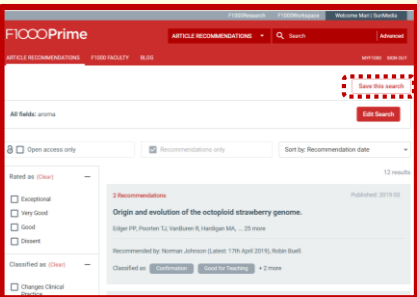 F1000Research F1000Workspace Welcome Mari | SunMedia
F1000Prime
ARTICLE RECOMMENDATIONS Search Advanced
ARTICLE RECOMMENDATIONS F1000 FACULTY BLOG MYF1000 SIGN OUT
Save this search
All fields: aroma
Edit Search
Open access only Recommendations only Sort by: Recommendation date
Rated as (Clear)
12 results
Exceptional
Very Good
Good
Dissent
2 Recommendations Published: 2019 02
Origin and evolution of the octoploid strawberry genome.
Edger PP, Poorten TJ, VanBuren R, Hardigan MA, ... 25 more
Recommended by: Norman Johnson (Latest: 17th April 2019), Robin Buell.
Classified as Confirmation Good for Teaching + 2 more
Classified as (Clear)
Changes Clinical
Practice